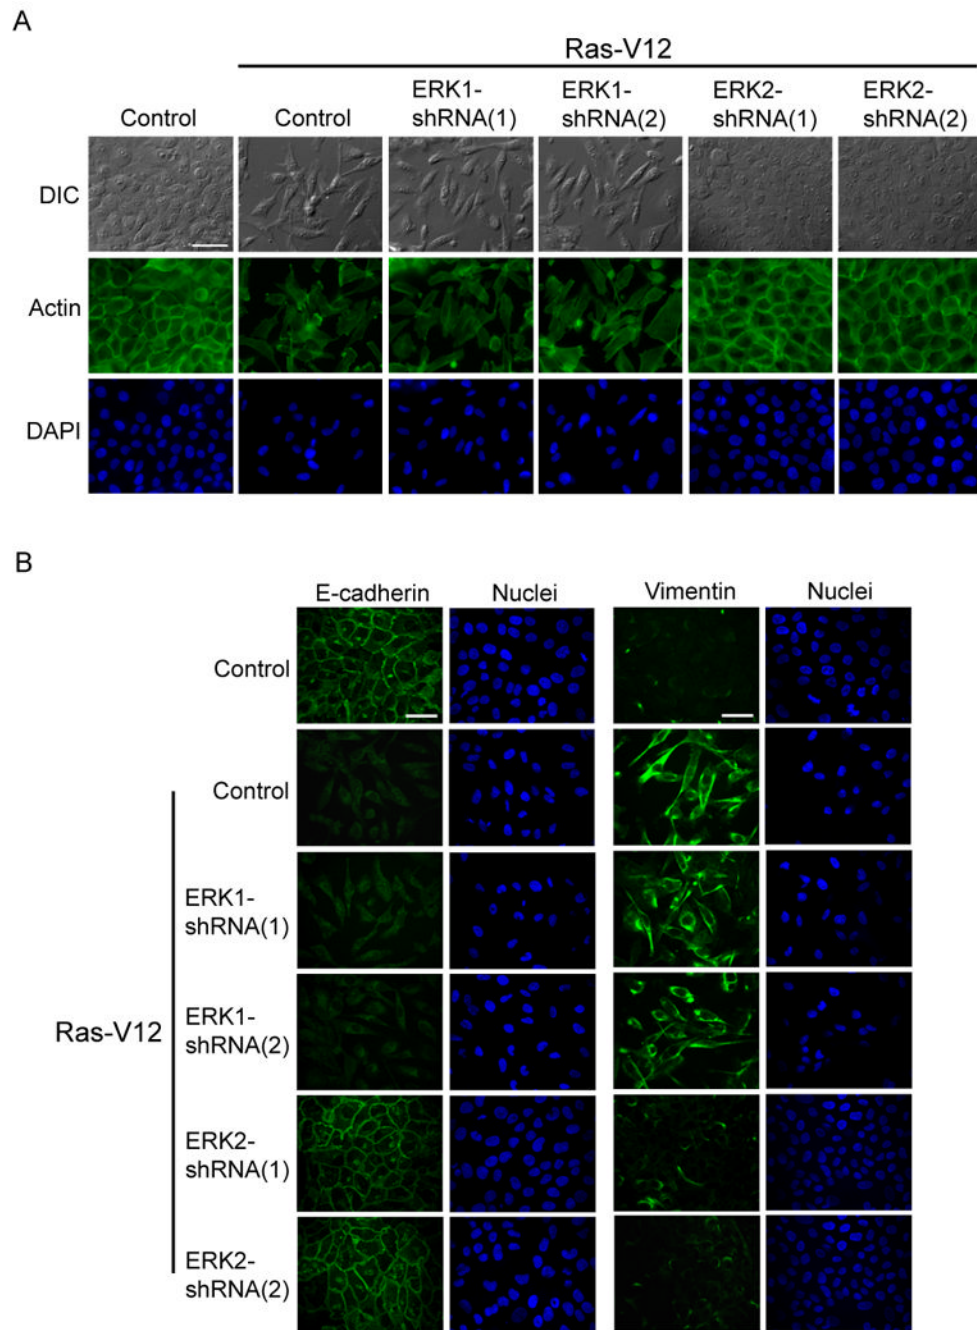 A
Ras-V12
Control
Control
ERK1-
shRNA(1)
ERK1-
shRNA(2)
ERK2-
shRNA(1)
ERK2-
shRNA(2)
DIC
Actin
DAPI
B
E-cadherin
Nuclei
Vimentin
Nuclei
Control
Control
Ras-V12
ERK1-
shRNA(1)
ERK1-
shRNA(2)
ERK2-
shRNA(1)
ERK2-
shRNA(2)